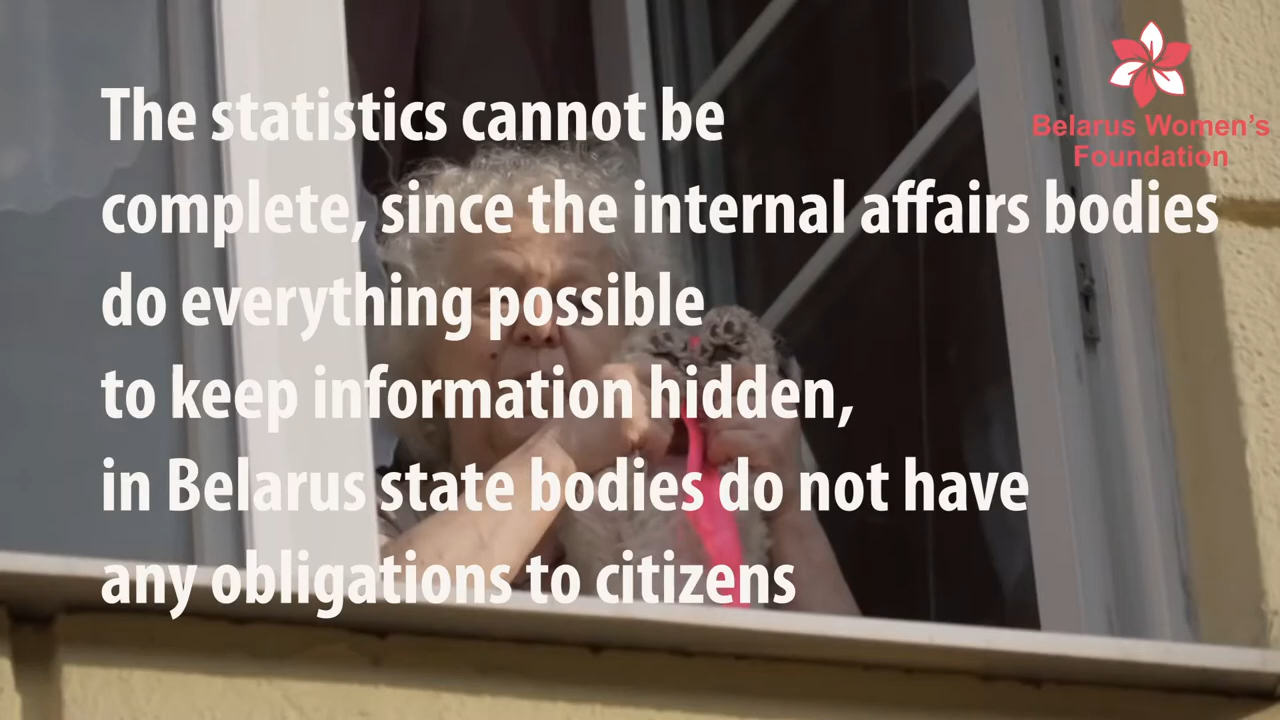 The statistics cannot be
complete, since the internal affairs bodies
do everything possible
to keep information hidden,
in Belarus state bodies do not have
any obligations to citizens
Belarus Women's
Foundation